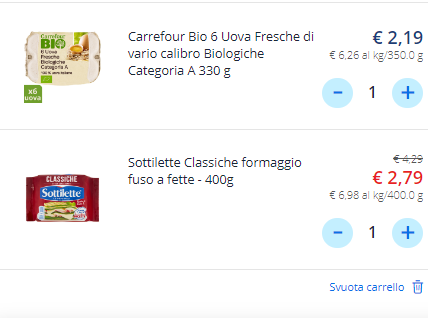 Carrefour
BIO
6 Uova
Fresche
Biologiche
Categoria A
x6
uova
Carrefour Bio 6 Uova Fresche di
vario calibro Biologiche
Categoria A 330 g
€ 2,19
€ 6,26 al kg/350.0 g
- 1 +
CLASSICHE
Sottilette
Sottilette Classiche formaggio
fuso a fette - 400g
€ 4,29
€ 2,79
€ 6,98 al kg/400.0 g
- 1 +
Svuota carrello